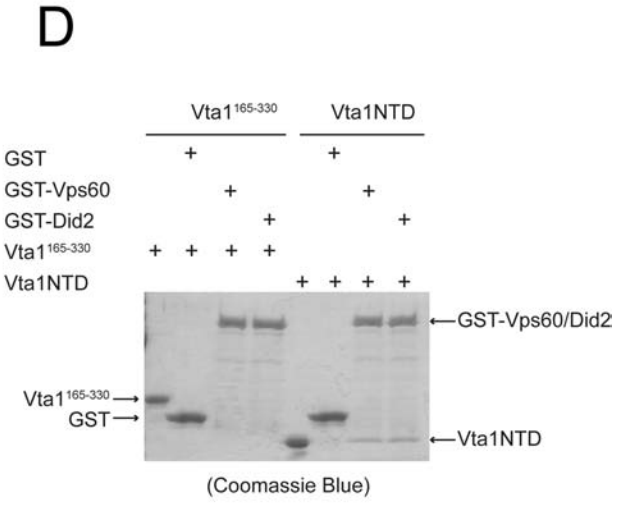 D
Vta1¹⁶⁵⁻³³⁰ Vta1NTD
GST + +
GST-Vps60 + +
GST-Did2 + +
Vta1¹⁶⁵⁻³³⁰ + + + +
Vta1NTD + + + +
←GST-Vps60/Did2
Vta1¹⁶⁵⁻³³⁰→
GST→
←Vta1NTD
(Coomassie Blue)